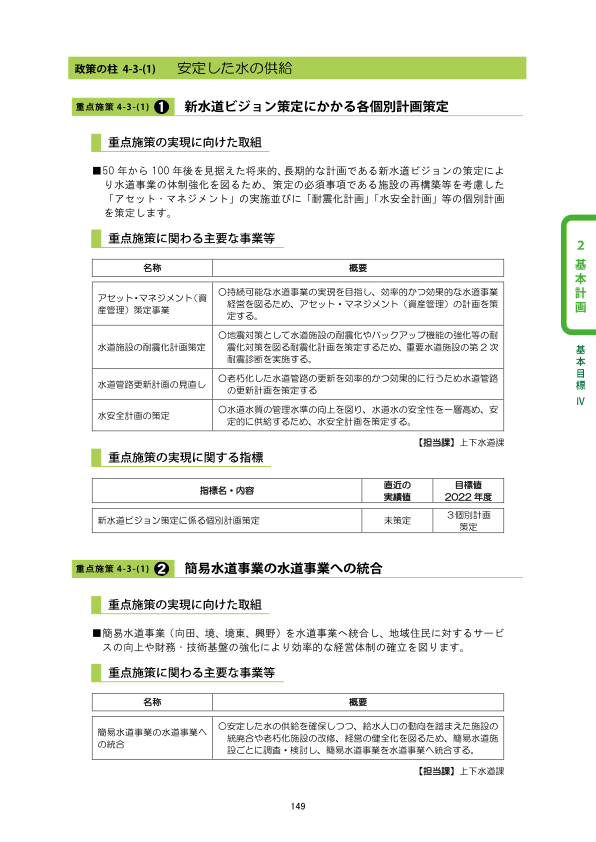 政策の柱 4-3-(1) 安定した水の供給
重点施策 4-3-(1) ❶ 新水道ビジョン策定にかかる各個別計画策定
重点施策の実現に向けた取組
■50 年から 100 年後を見据えた将来的、長期的な計画である新水道ビジョンの策定によ
り水道事業の体制強化を図るため、策定の必須事項である施設の再構築等を考慮した
「アセット・マネジメント」の実施並びに「耐震化計画」「水安全計画」等の個別計画
を策定します。
重点施策に関わる主要な事業等
名称 概要
アセット・マネジメント（資
産管理）策定事業
○持続可能な水道事業の実現を目指し、効率的かつ効果的な水道事業
経営を図るため、アセット・マネジメント（資産管理）の計画を策
定する。
水道施設の耐震化計画策定
○地震対策として水道施設の耐震化やバックアップ機能の強化等の耐
震化対策を図る耐震化計画を策定するため、重要水道施設の第 2 次
耐震診断を実施する。
水道管路更新計画の見直し
○老朽化した水道管路の更新を効率的かつ効果的に行うため水道管路
の更新計画を策定する
水安全計画の策定
○水道水質の管理水準の向上を図り、水道水の安全性を一層高め、安
定的に供給するため、水安全計画を策定する。
【担当課】上下水道課
重点施策の実現に関する指標
指標名・内容
直近の
実績値
目標値
2022 年度
新水道ビジョン策定に係る個別計画策定
未策定
３個別計画
策定
重点施策 4-3-(1) ❷ 簡易水道事業の水道事業への統合
重点施策の実現に向けた取組
■簡易水道事業（向田、境、境東、興野）を水道事業へ統合し、地域住民に対するサービ
スの向上や財務・技術基盤の強化により効率的な経営体制の確立を図ります。
重点施策に関わる主要な事業等
名称 概要
簡易水道事業の水道事業へ
の統合
○安定した水の供給を確保しつつ、給水人口の動向を踏まえた施設の
統廃合や老朽化施設の改修、経営の健全化を図るため、簡易水道施
設ごとに調査・検討し、簡易水道事業を水道事業へ統合する。
【担当課】上下水道課
2
基本計画
基本目標
Ⅳ
149